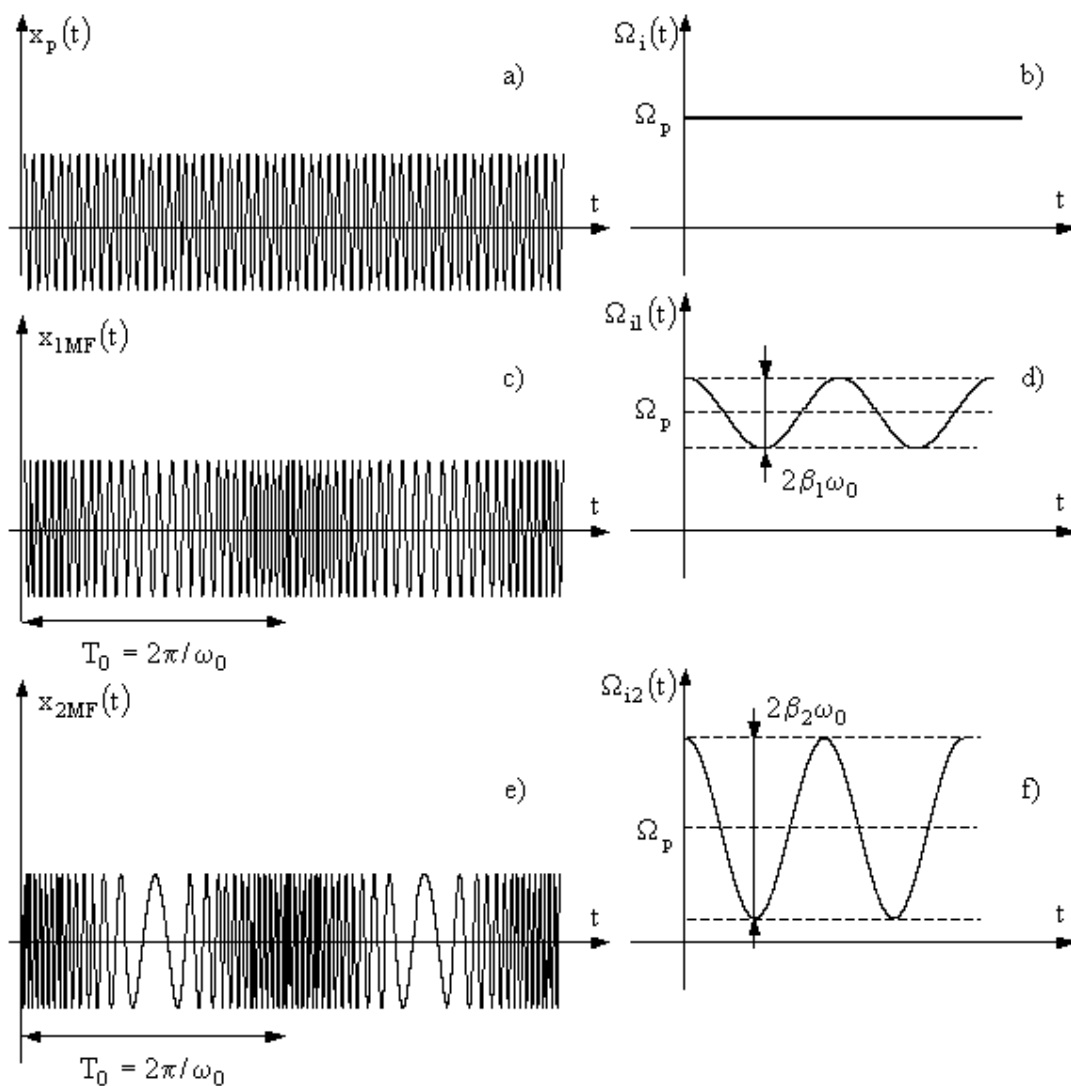 x_p(t)
a)
t
Ω_i(t)
b)
Ω_p
t
x_1MF(t)
c)
t
T_0 = 2π/ω_0
Ω_i1(t)
d)
Ω_p
2β_1ω_0
t
x_2MF(t)
e)
t
T_0 = 2π/ω_0
Ω_i2(t)
2β_2ω_0
f)
Ω_p
t